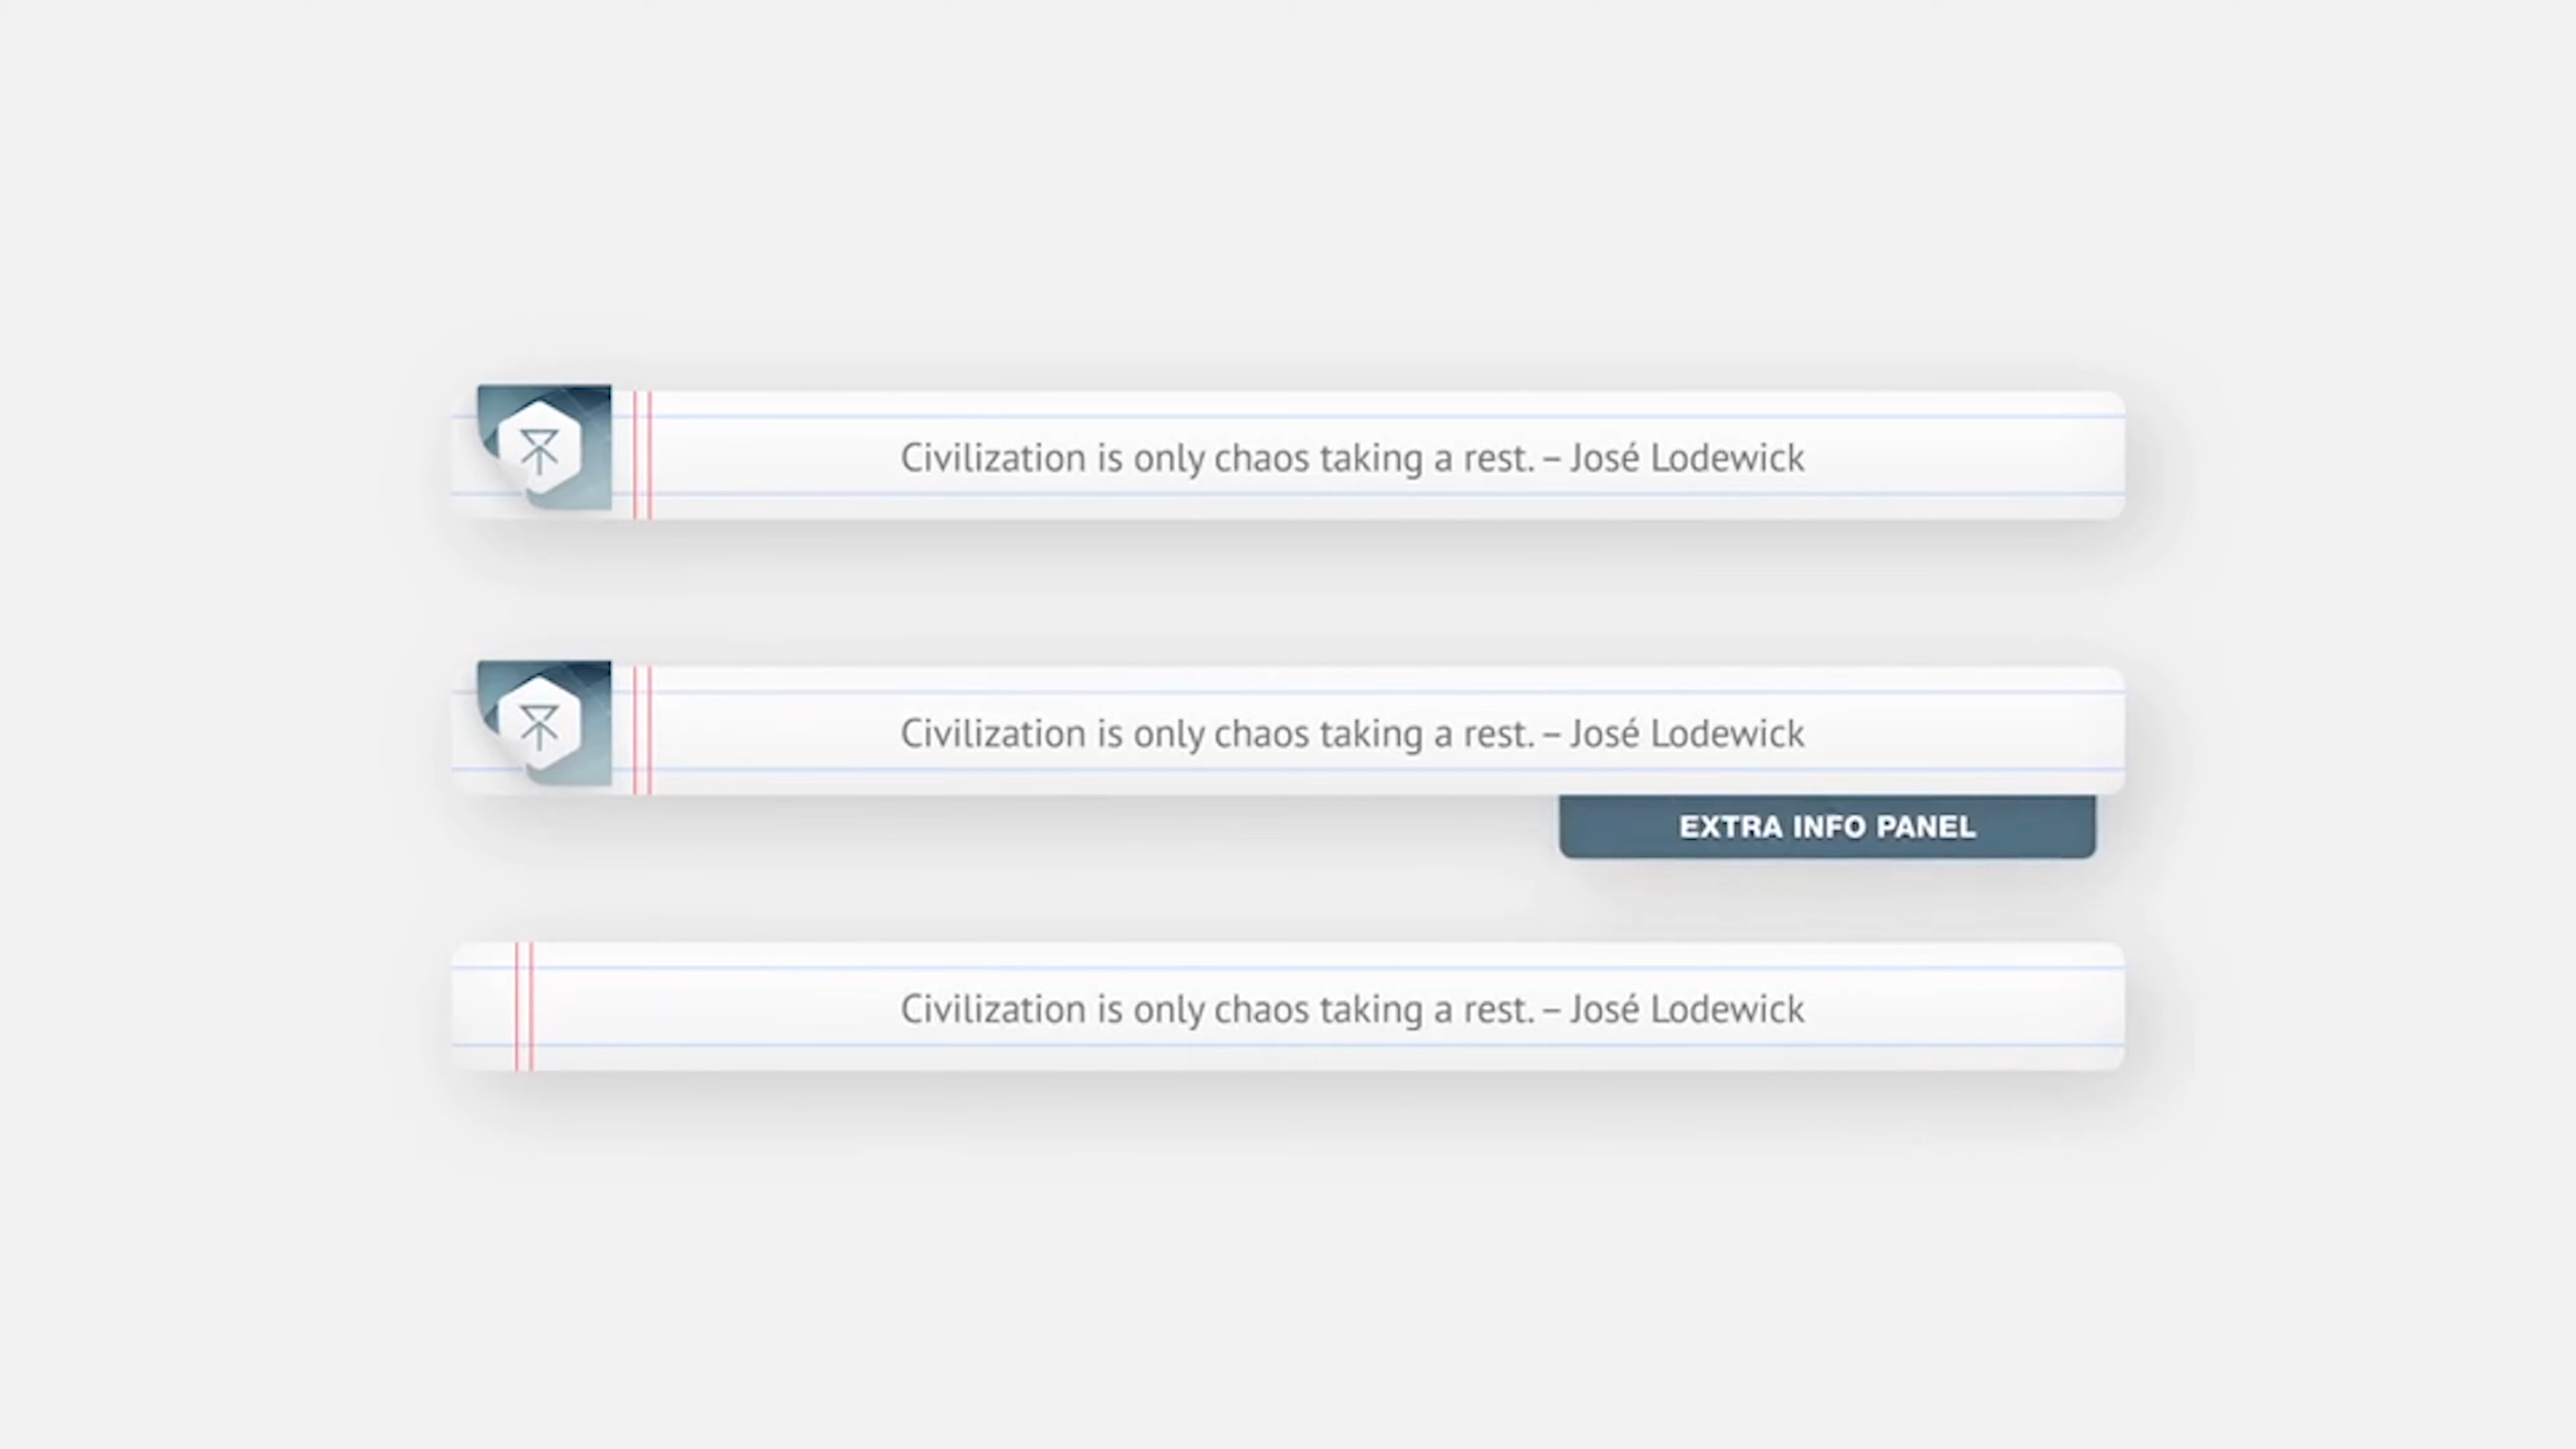 Civilization is only chaos taking a rest. – José Lodewick
Civilization is only chaos taking a rest. – José Lodewick
EXTRA INFO PANEL
Civilization is only chaos taking a rest. – José Lodewick